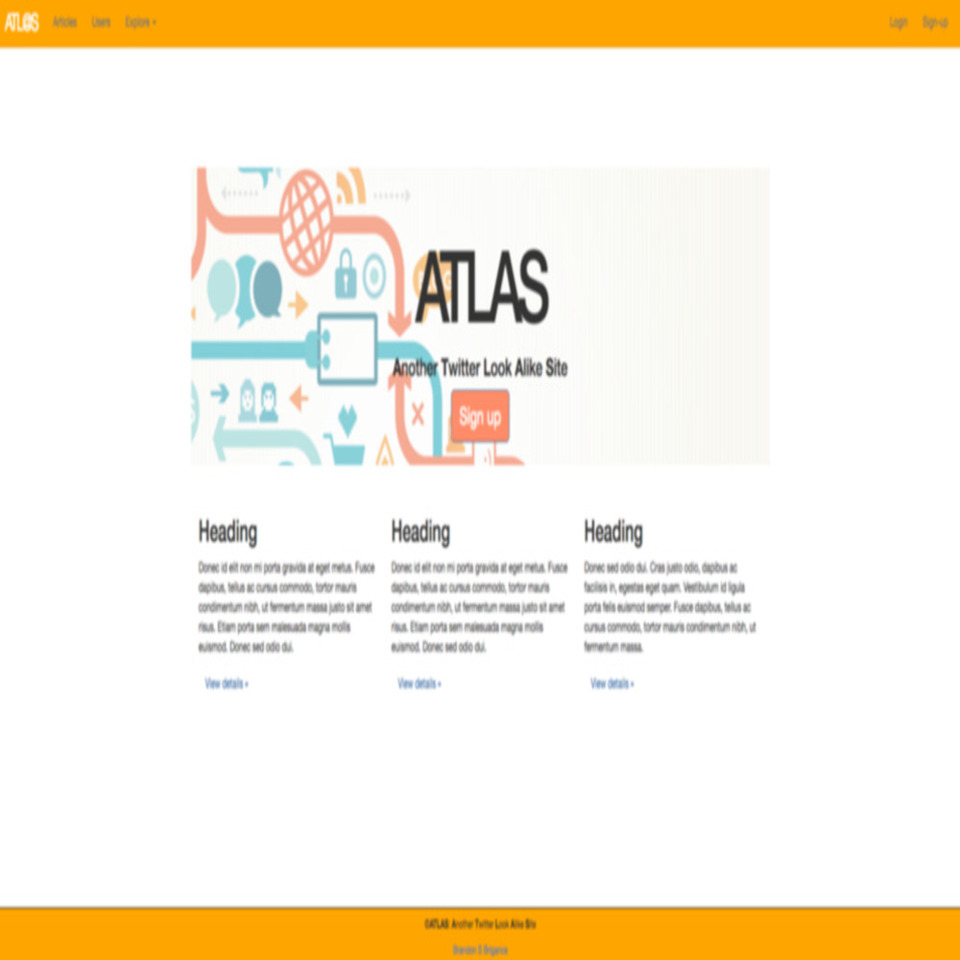 ATLAS Articles Users Explore Login Sign-up
ATLAS
Another Twitter Look Alike Site
Sign up
Heading Heading Heading
Donec id elit non mi porta gravida at eget metus. Fusce
dapibus, tellus ac cursus commodo, tortor mauris
condimentum nibh, ut fermentum massa justo sit amet
risus. Etiam porta sem malesuada magna mollis
euismod. Donec sed odio dui.
View details »
Donec id elit non mi porta gravida at eget metus. Fusce
dapibus, tellus ac cursus commodo, tortor mauris
condimentum nibh, ut fermentum massa justo sit amet
risus. Etiam porta sem malesuada magna mollis
euismod. Donec sed odio dui.
View details »
Donec sed odio dui. Cras justo odio, dapibus ac
facilisis in, egestas eget quam. Vestibulum id ligula
porta felis euismod semper. Fusce dapibus, tellus ac
cursus commodo, tortor mauris condimentum nibh, ut
fermentum massa.
View details »
©ATLAS: Another Twitter Look Alike Site
Brandon